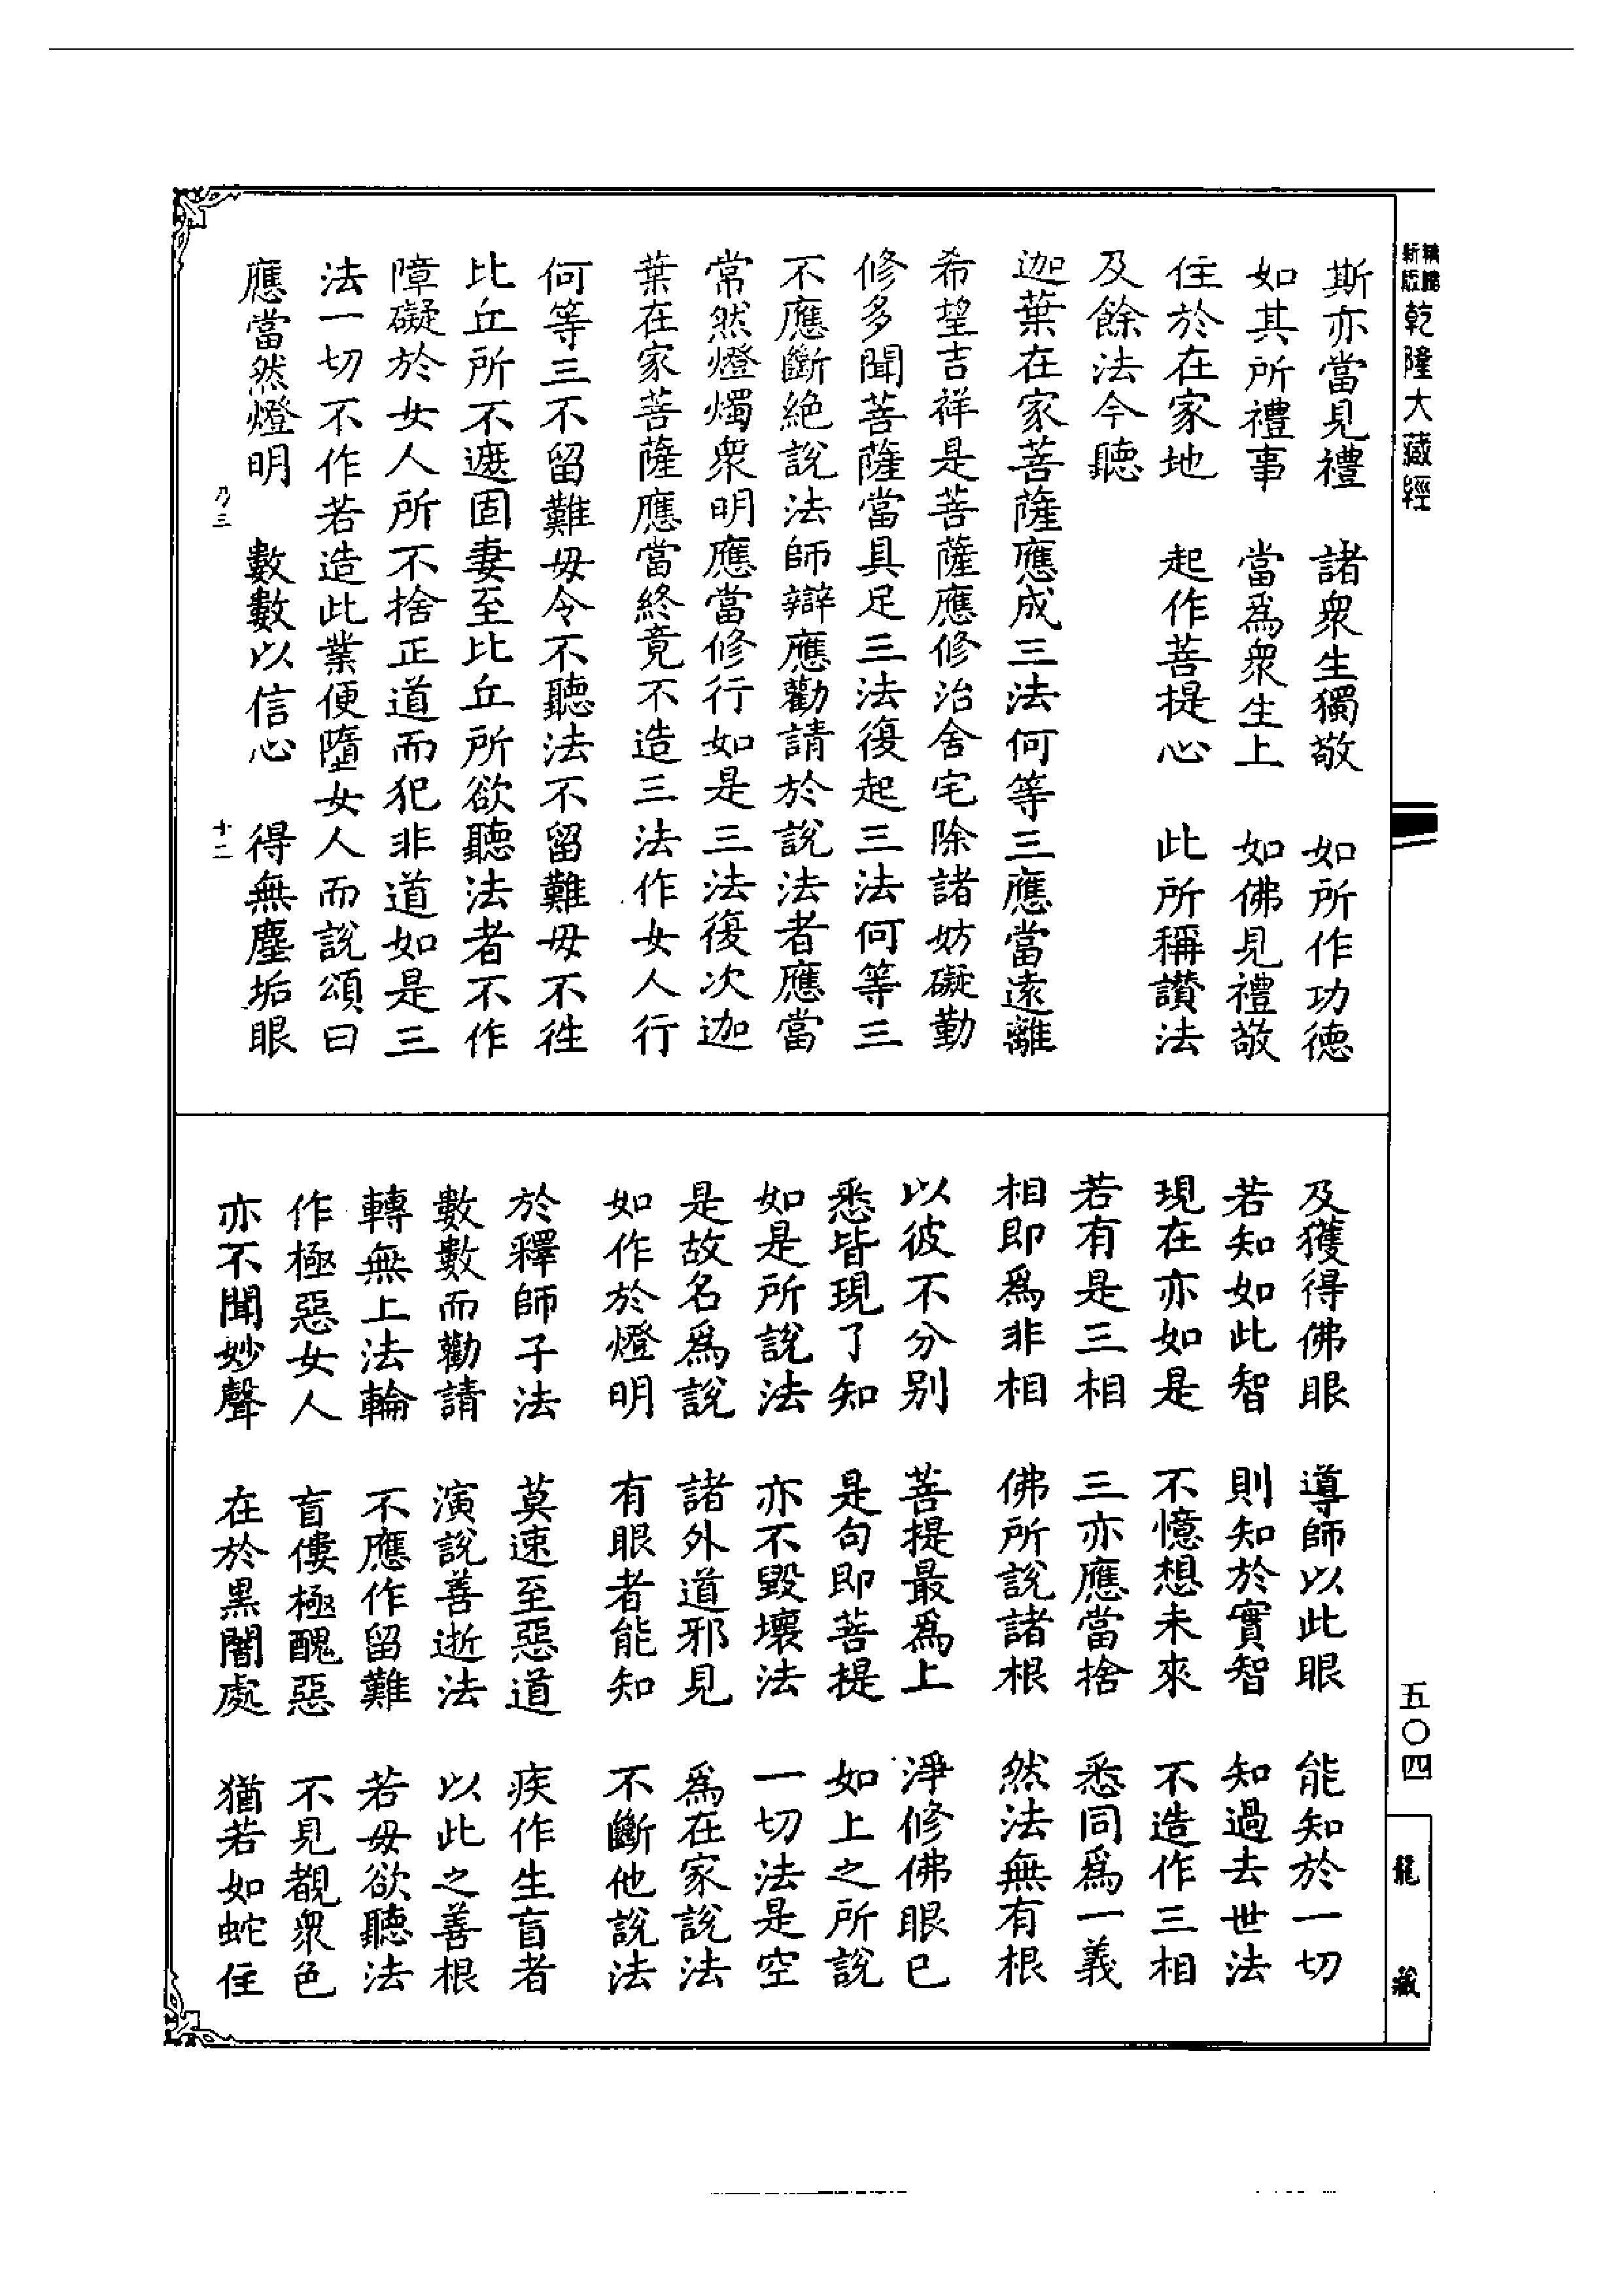 乾隆大藏經
斯亦當見禮　諸衆生獨敬　如所作功德
如其所禮事　當爲衆生上　如佛見禮敬
住於在家地　起作菩提心　此所稱讃法
及餘法今聽
迦葉在家菩薩應成三法何等三應當遠離
希望吉祥是菩薩應修治舍宅除諸妨礙勤
修多聞菩薩當具足三法復起三法何等三
不應斷絶說法師辯應勸請於說法者應當
常然燈燭衆明應當修行如是三法復次迦
葉在家菩薩應當終竟不造三法作女人行
何等三不留難毋令不聽法不留難毋不往
比丘所不遮固妻至比丘所欲聽法者不作
障礙於女人所不捨正道而犯非道如是三
法一切不作若造此業便墮女人而說頌曰
應當然燈明　數數以信心　得無塵垢眼
乃三　十二
及獲得佛眼　導師以此眼　能知於一切
若知如此智　則知於實智　知過去世法
現在亦如是　不憶想未來　不造作三相
若有是三相　三亦應當捨　悉同爲一義
相即爲非相　佛所說諸根　然法無有根
以彼不分别　菩提最爲上　淨修佛眼已
悉皆現了知　是句即菩提　如上之所說
如是所說法　亦不毀壞法　一切法是空
是故名爲說　諸外道邪見　爲在家說法
如作於燈明　有眼者能知　不斷他說法
於釋師子法　莫速至惡道　疾作生盲者
數數而勸請　演說善逝法　以此之善根
轉無上法輪　不應作留難　若毋欲聽法
作極惡女人　盲僂極醜惡　不見覩衆色
亦不聞妙聲　在於黒闇處　猶若如蛇住
五〇四
龍藏